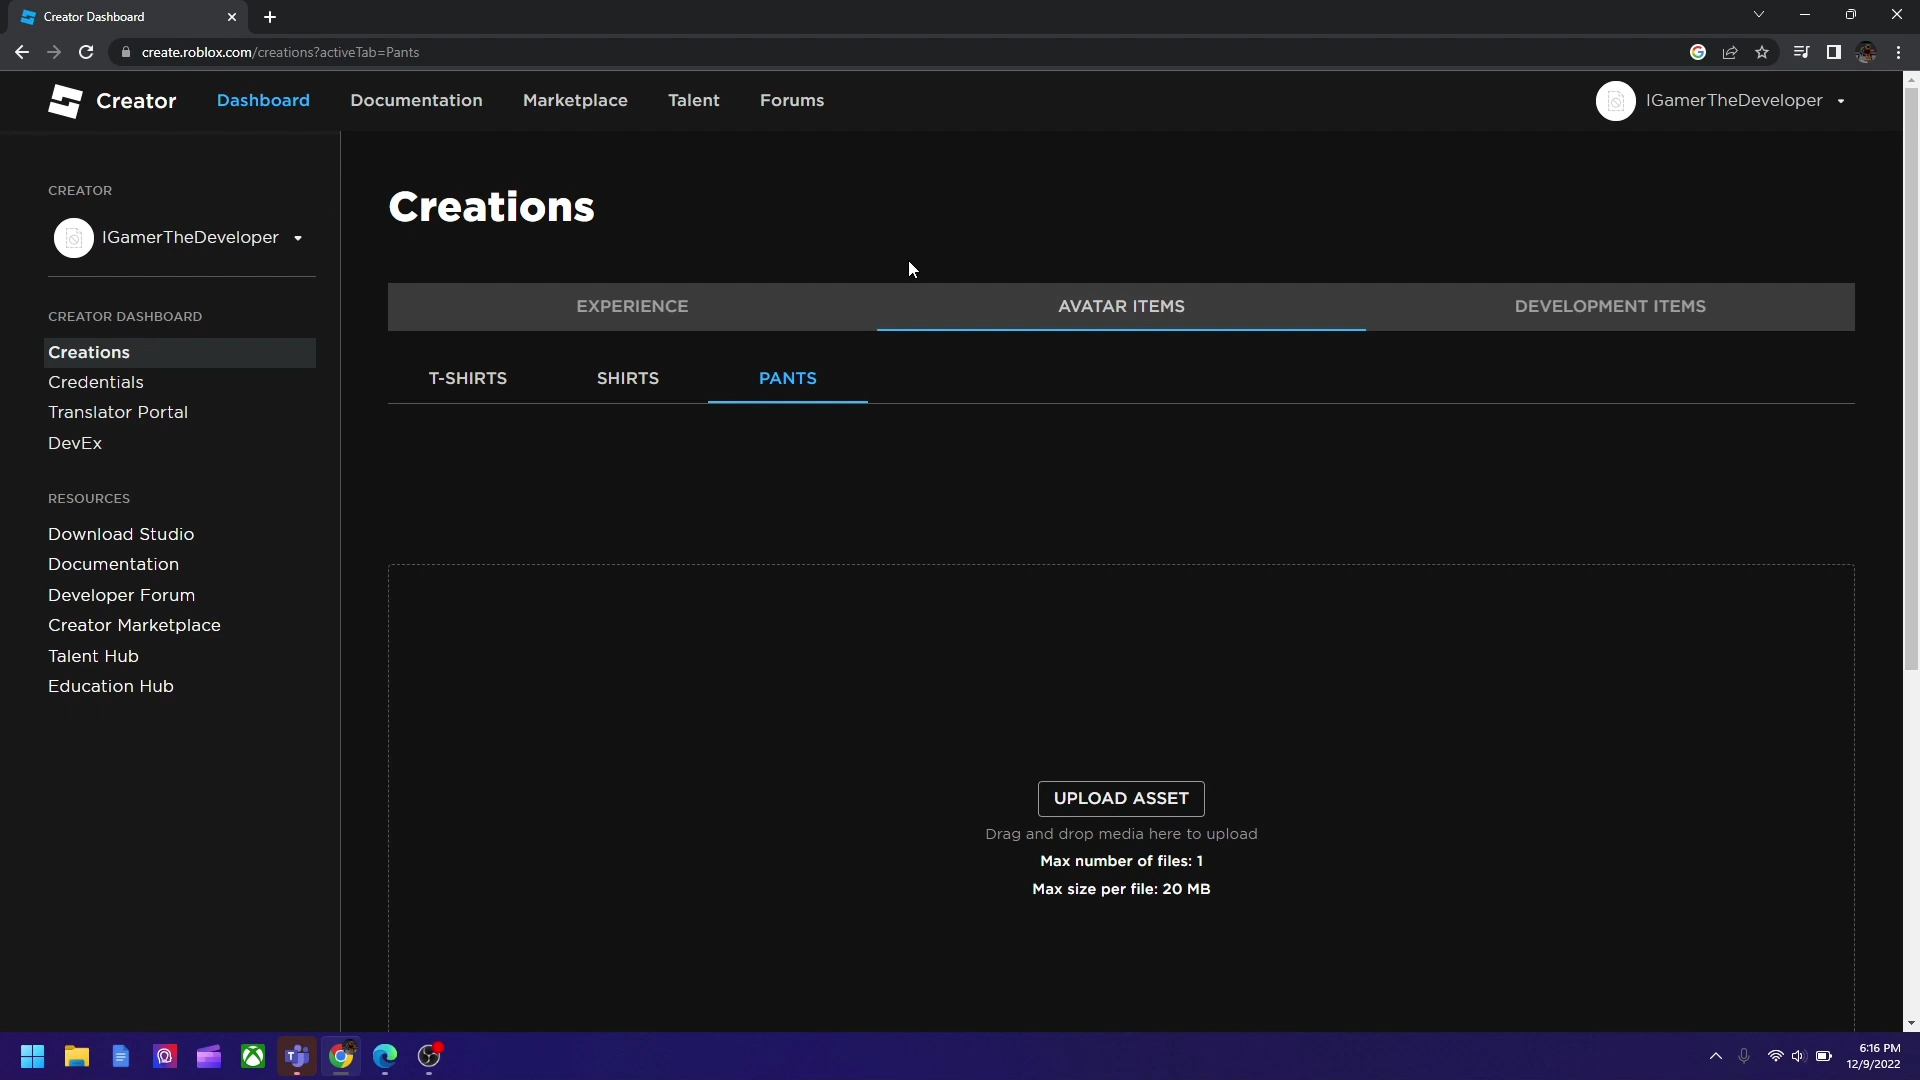 Creator Dashboard
create.roblox.com/creations?activeTab=Pants
Creator
Dashboard
Documentation
Marketplace
Talent
Forums
IGamerTheDeveloper
CREATOR
IGamerTheDeveloper
CREATOR DASHBOARD
Creations
Credentials
Translator Portal
DevEx
RESOURCES
Download Studio
Documentation
Developer Forum
Creator Marketplace
Talent Hub
Education Hub
Creations
EXPERIENCE
AVATAR ITEMS
DEVELOPMENT ITEMS
T-SHIRTS
SHIRTS
PANTS
UPLOAD ASSET
Drag and drop media here to upload
Max number of files: 1
Max size per file: 20 MB
6:16 PM
12/9/2022